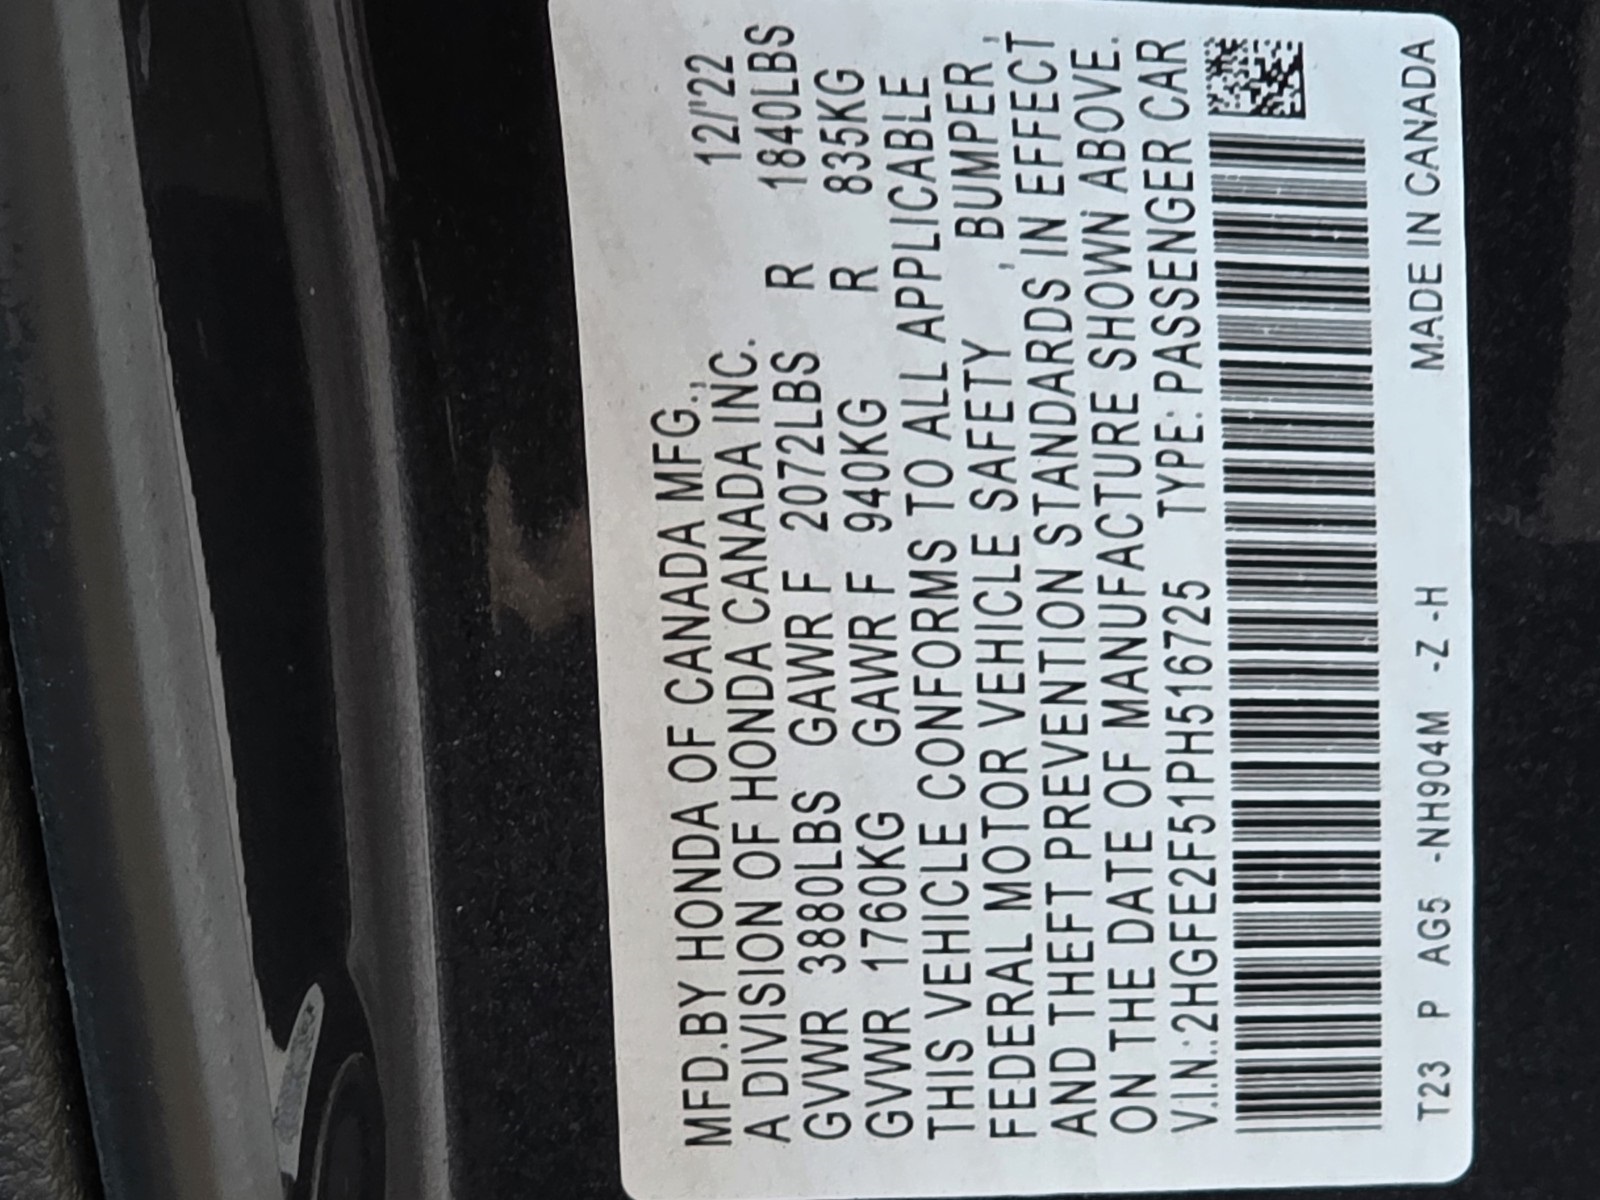 MFD.BY HONDA OF CANADA MFG., 12/'22
A DIVISION OF HONDA CANADA INC.
GVWR 3880LBS GAWR F 2072LBS R 1840LBS
GVWR 1760KG GAWR F 940KG R 835KG
THIS VEHICLE CONFORMS TO ALL APPLICABLE
FEDERAL MOTOR VEHICLE SAFETY , BUMPER ,
AND THEFT PREVENTION STANDARDS IN EFFECT
ON THE DATE OF MANUFACTURE SHOWN ABOVE.
V.I.N.:2HGFE2F51PH516725 TYPE: PASSENGER CAR
T23 P AG5 -NH904M -Z -H MADE IN CANADA